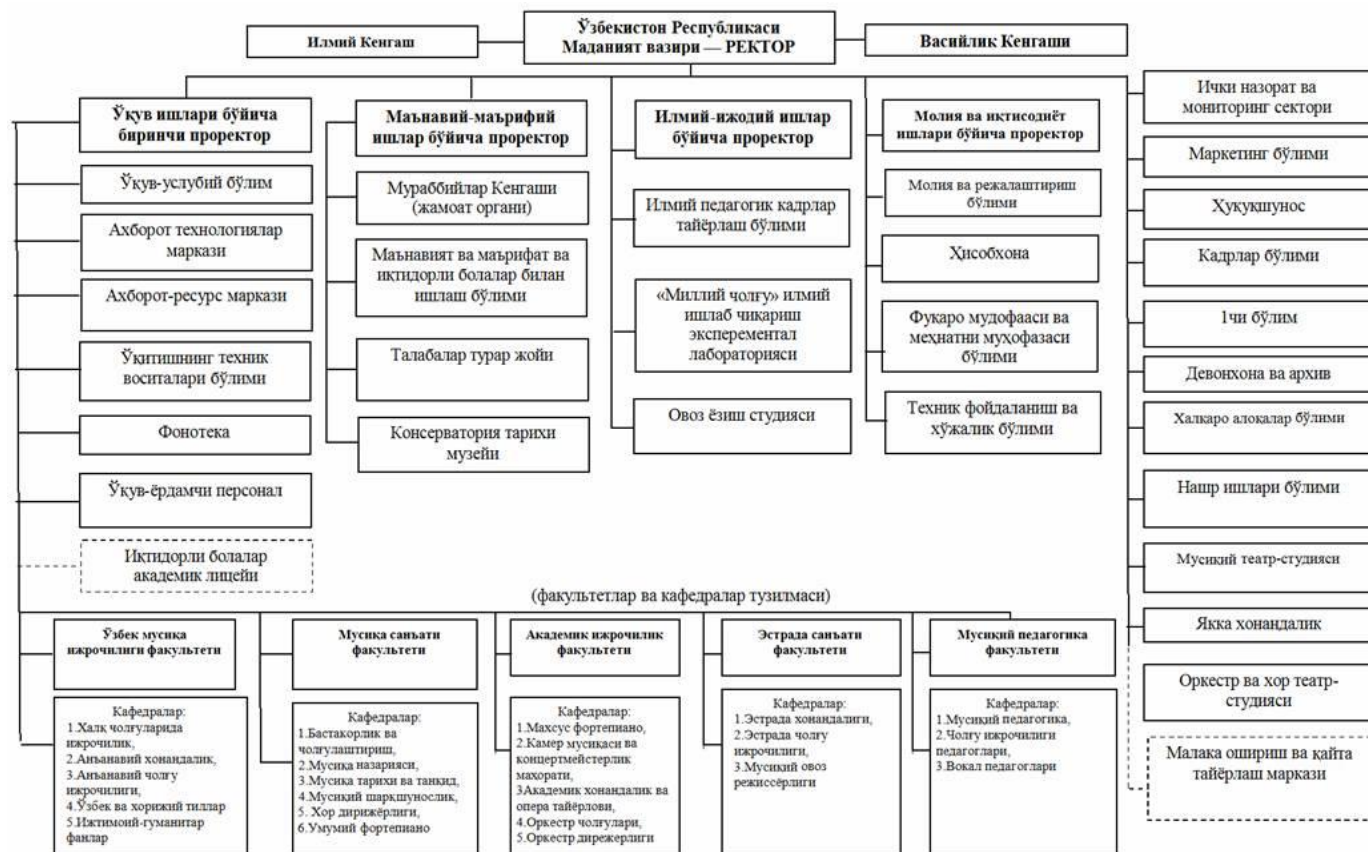 Илмий Кенгаш
Ўзбекистон Республикаси
Маданият вазири — РЕКТОР
Васийлик Кенгаши
Ўқув ишлари бўйича
биринчи проректор
Ўқув-услубий бўлим
Ахборот технологиялар
маркази
Ахборот-ресурс маркази
Ўқитишнинг техник
воситалари бўлими
Фонотека
Ўқув-ёрдамчи персонал
Иқтидорли болалар
академик лицейи
Маънавий-маърифий
ишлар бўйича проректор
Мураббийлар Кенгаши
(жамоат органи)
Маънавият ва маърифат ва
иқтидорли болалар билан
ишлаш бўлими
Талабалар турар жойи
Консерватория тарихи
музейи
Илмий-ижодий ишлар
бўйича проректор
Илмий педагогик кадрлар
тайёрлаш бўлими
«Миллий чолғу» илмий
ишлаб чиқариш
эксперементал
лабораторияси
Овоз ёзиш студияси
Молия ва иқтисодиёт
ишлари бўйича проректор
Молия ва режалаштириш
бўлими
Ҳисобхона
Фуқаро мудофааси ва
меҳнатни муҳофазаси
бўлими
Техник фойдаланиш ва
хўжалик бўлими
Ички назорат ва
мониторинг сектори
Маркетинг бўлими
Ҳуқуқшунос
Кадрлар бўлими
1чи бўлим
Девонхона ва архив
Халқаро алоқалар бўлими
Нашр ишлари бўлими
Мусиқий театр-студияси
Якка хонандалик
Оркестр ва хор театр-
студияси
Малака ошириш ва қайта
тайёрлаш маркази
(факультетлар ва кафедралар тузилмаси)
Ўзбек мусиқа
ижрочилиги факультети
Кафедралар:
1.Халқ чолғуларида
ижрочилик,
2.Анъанавий хонандалик,
3.Анъанавий чолғу
ижрочилиги,
4.Ўзбек ва хорижий тиллар
5.Ижтимоий-гуманитар
фанлар
Мусиқа санъати
факультети
Кафедралар:
1.Бастакорлик ва
чолғулаштириш,
2.Мусиқа назарияси,
3.Мусиқа тарихи ва танқид,
4.Мусиқий шарқшунослик,
5. Хор дирижёрлиги,
6.Умумий фортепиано
Академик ижрочилик
факультети
Кафедралар:
1.Махсус фортепиано,
2.Камер мусиқаси ва
концертмейстерлик
маҳорати,
3Академик хонандалик ва
опера тайёрлови,
4.Оркестр чолғулари,
5.Оркестр дирежерлиги
Эстрада санъати
факультети
Кафедралар:
1.Эстрада хонандалиги,
2.Эстрада чолғу
ижрочилиги,
3.Мусиқий овоз
режиссёрлиги
Мусиқий педагогика
факультети
Кафедралар:
1.Мусиқий педагогика,
2.Чолғу ижрочилиги
педагоглари,
3.Вокал педагоглари